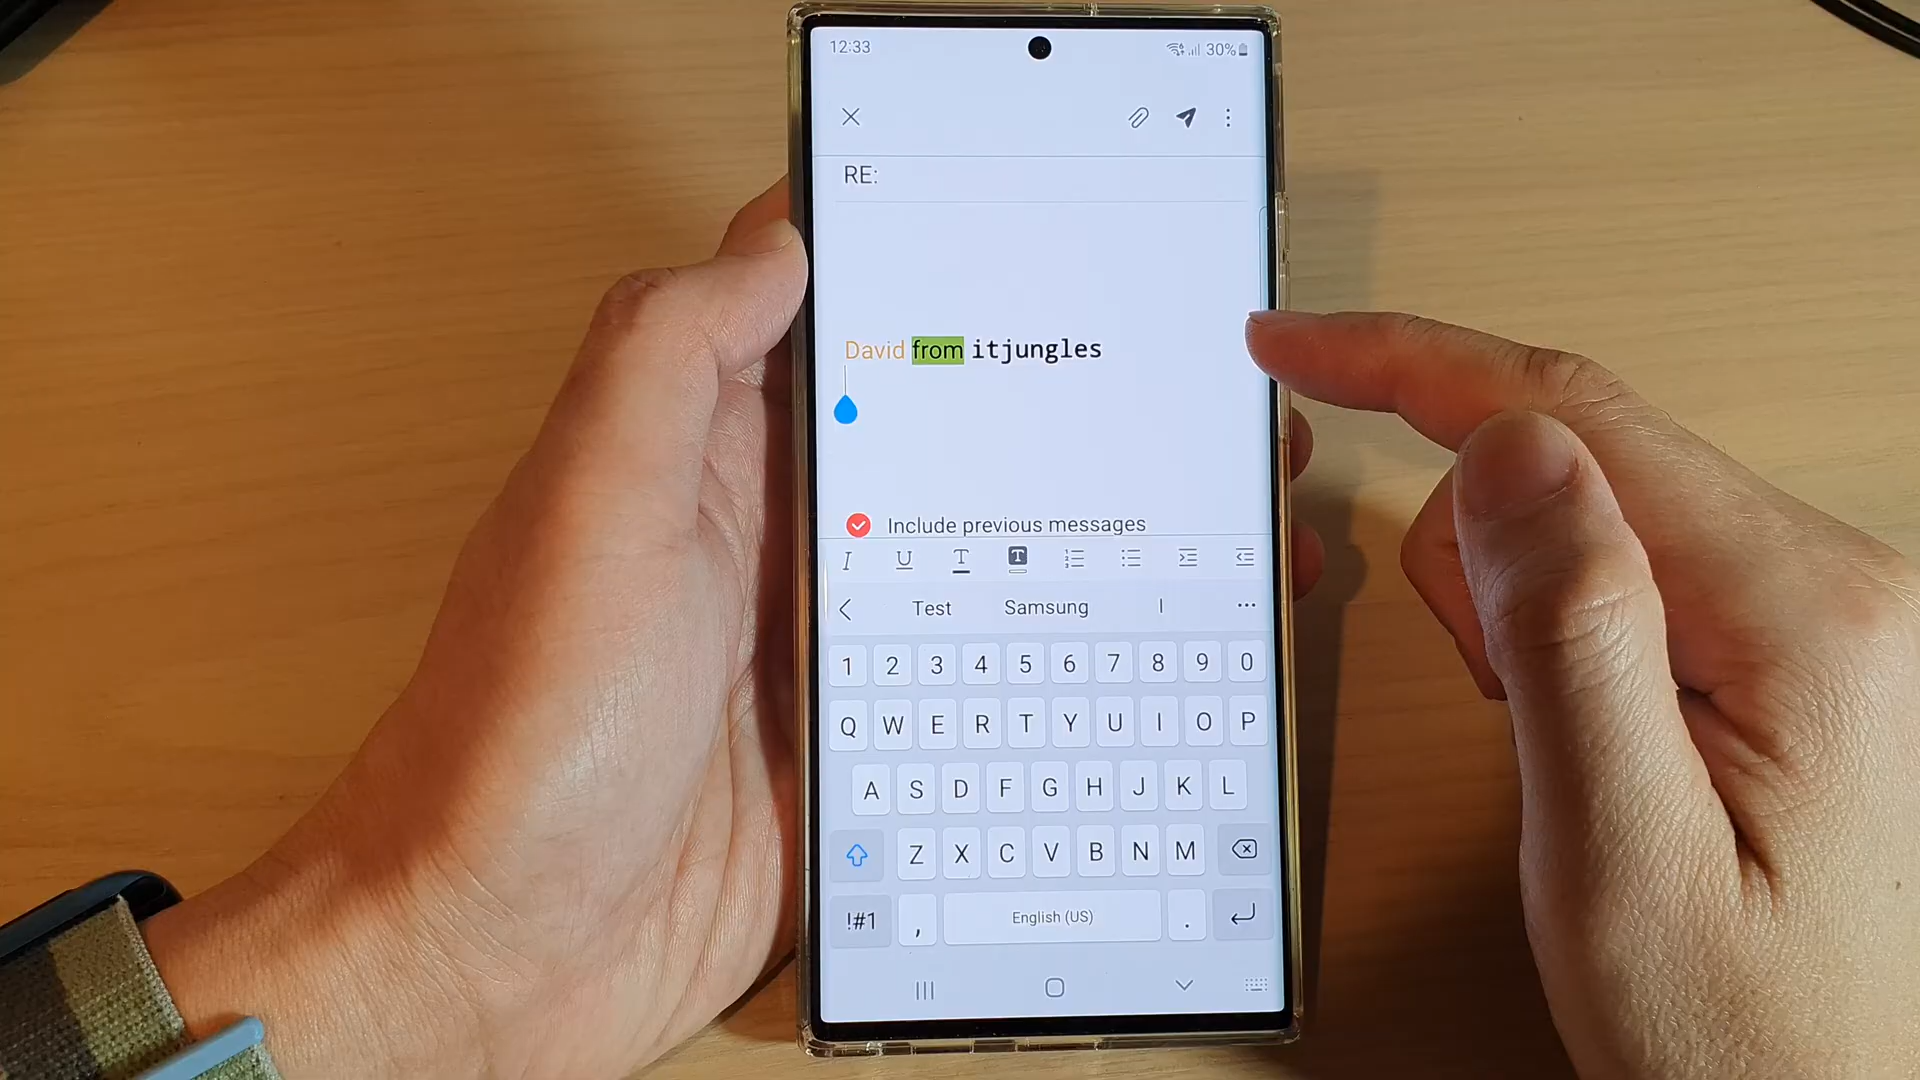 12:33 30%
RE:
David from itjungles
Include previous messages
I U T T
Test Samsung I
1 2 3 4 5 6 7 8 9 0
Q W E R T Y U I O P
A S D F G H J K L
Z X C V B N M
!#1 , English (US) .